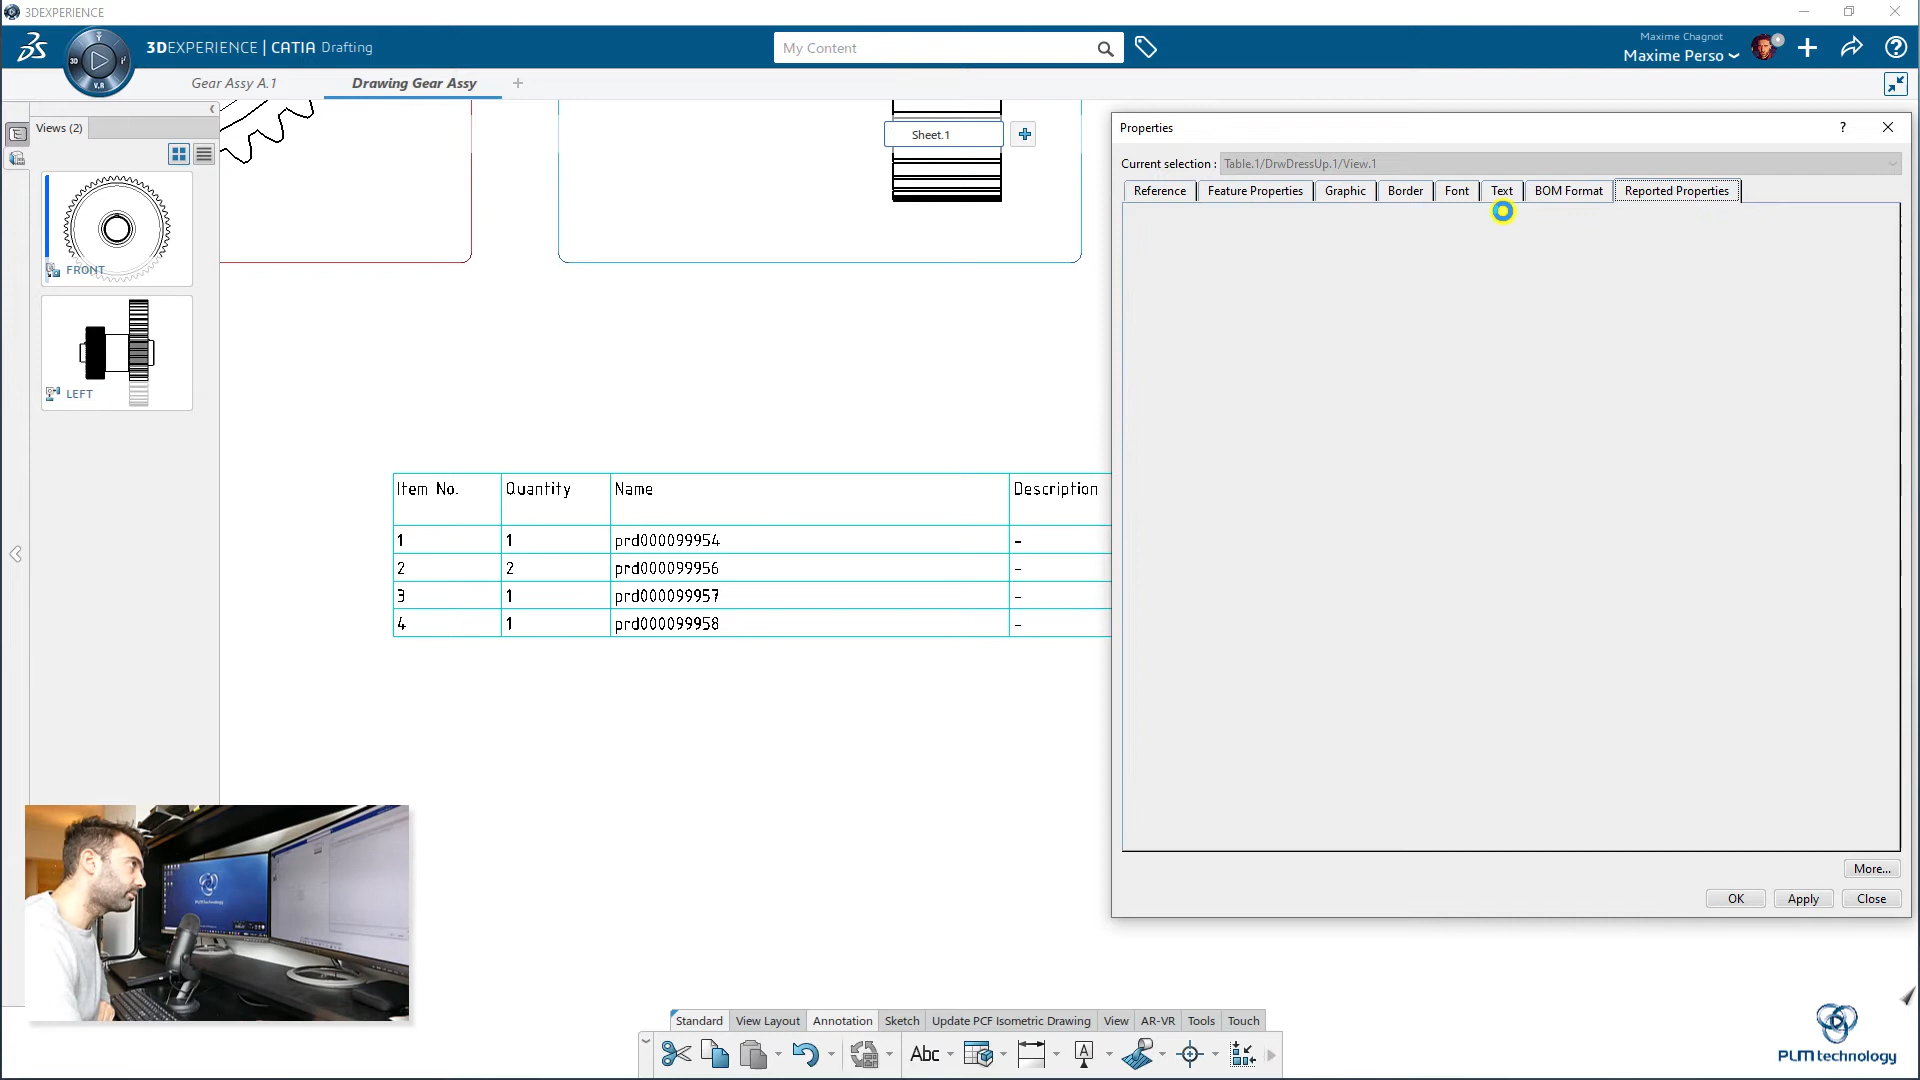 3DEXPERIENCE
3DEXPERIENCE | CATIA Drafting
My Content
Maxime Chagnot
Maxime Perso
3D
V.R
Gear Assy A.1
Drawing Gear Assy
Views (2)
Sheet.1
FRONT
LEFT
Properties
Current selection : Table.1/DrwDressUp.1/View.1
Reference Feature Properties Graphic Border Font Text BOM Format Reported Properties
Item No. Quantity Name Description
1 1 prd000099954 -
2 2 prd000099956 -
3 1 prd000099957 -
4 1 prd000099958 -
More...
OK Apply Close
PLM technology
Standard View Layout Annotation Sketch Update PCF Isometric Drawing View AR-VR Tools Touch
Abc
A
PLM technology